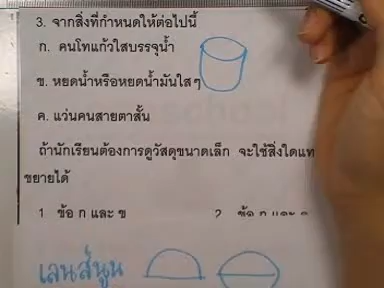 3. จากสิ่งที่กำหนดให้ต่อไปนี้
ก. คนโทแก้วใสบรรจุน้ำ
ข. หยดน้ำหรือหยดน้ำมันใสๆ
ค. แว่นคนสายตาสั้น
ถ้านักเรียนต้องการดูวัสดุขนาดเล็ก จะใช้สิ่งใดแท
ขยายได้
1 ข้อ ก และ ข 2 ข้อ
เลนส์นูน